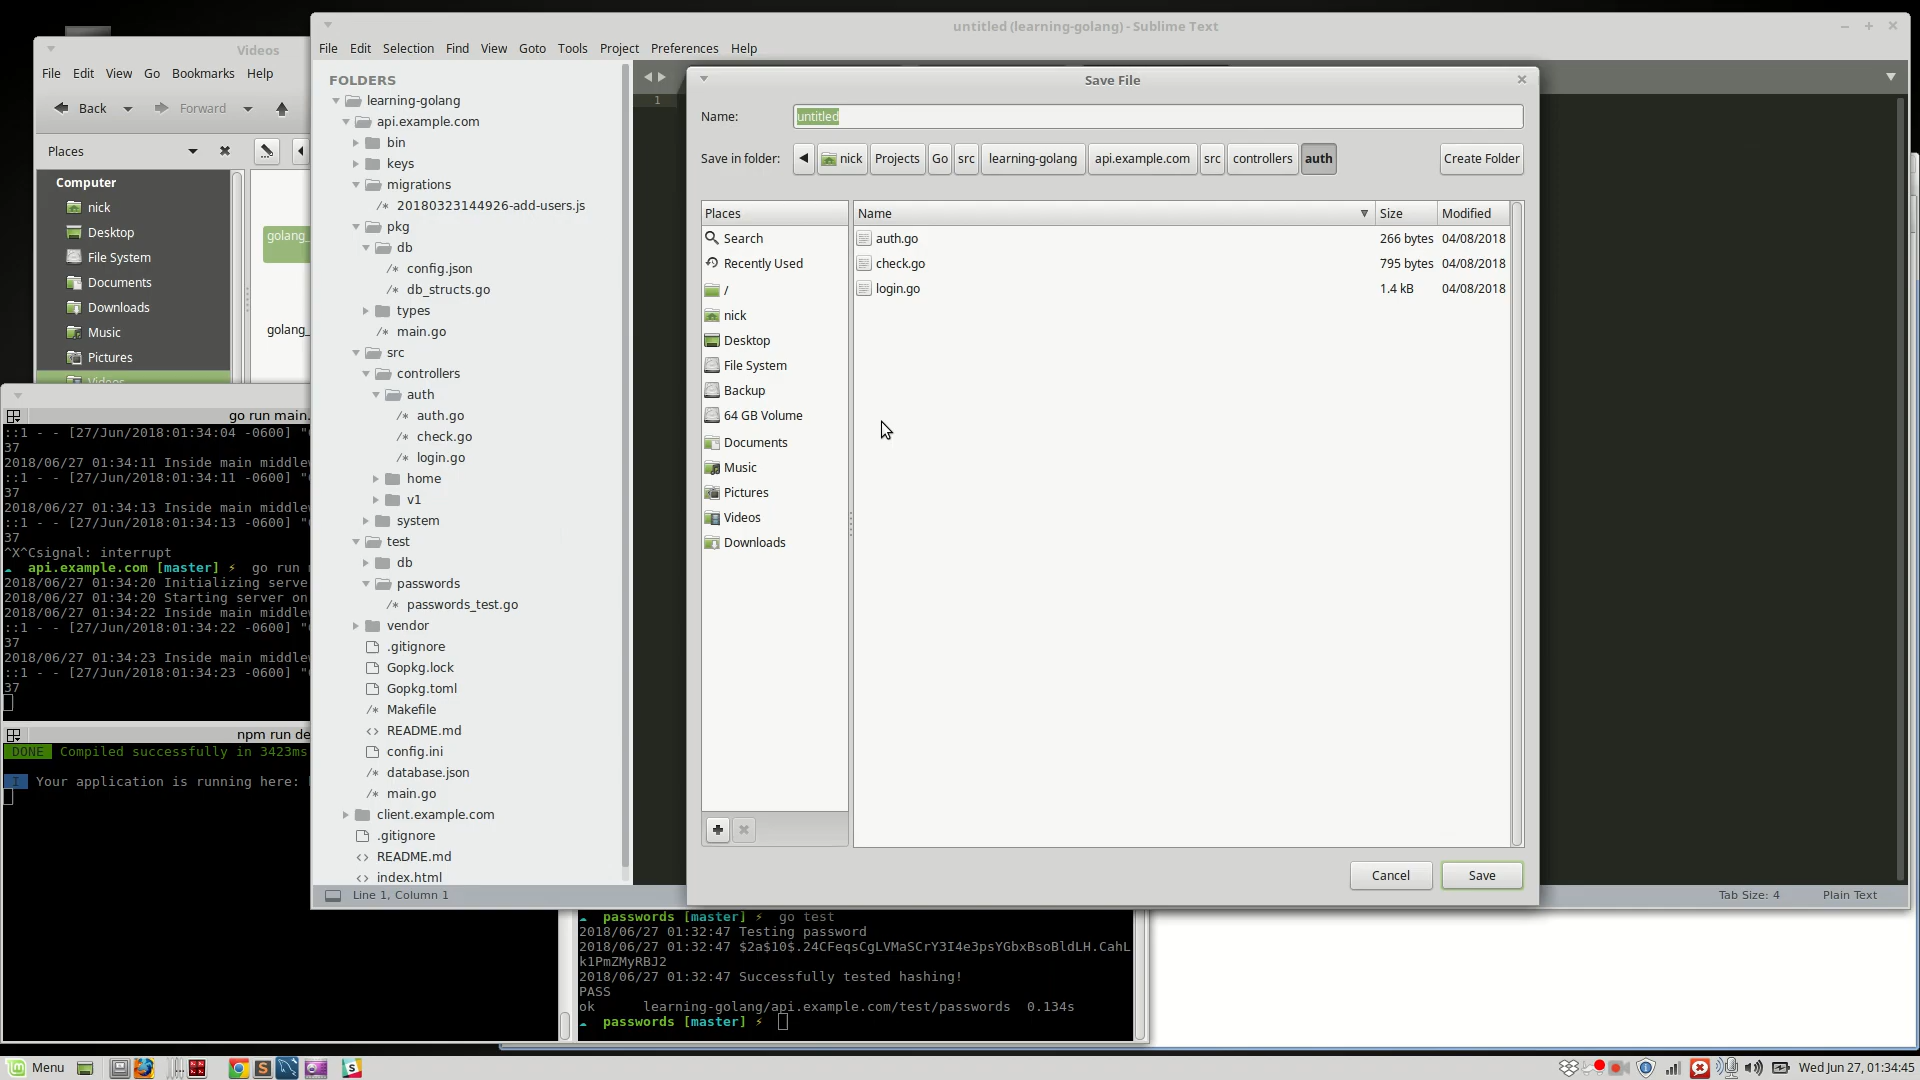 untitled (learning-golang) - Sublime Text
Videos
File Edit View Go Bookmarks Help
Back Forward
Places
Computer
nick
Desktop
File System
Documents
Downloads
Music
Pictures
Videos
golang_
golang_
File Edit Selection Find View Goto Tools Project Preferences Help
FOLDERS
learning-golang
api.example.com
bin
keys
migrations
/* 20180323144926-add-users.js
pkg
db
/* config.json
/* db_structs.go
types
/* main.go
src
controllers
auth
/* auth.go
/* check.go
/* login.go
home
v1
system
test
db
passwords
/* passwords_test.go
vendor
.gitignore
Gopkg.lock
Gopkg.toml
/* Makefile
<> README.md
config.ini
/* database.json
/* main.go
client.example.com
.gitignore
<> README.md
<> index.html
Line 1, Column 1
Tab Size: 4
Plain Text
1
Save File
Name: untitled
Save in folder: nick Projects Go src learning-golang api.example.com src controllers auth Create Folder
Places
Search
Recently Used
/
nick
Desktop
File System
Backup
64 GB Volume
Documents
Music
Pictures
Videos
Downloads
Name Size Modified
auth.go 266 bytes 04/08/2018
check.go 795 bytes 04/08/2018
login.go 1.4 kB 04/08/2018
Cancel Save
go run main.
::1 - - [27/Jun/2018:01:34:04 -0600] "
37
2018/06/27 01:34:11 Inside main middlew
::1 - - [27/Jun/2018:01:34:11 -0600] "
37
2018/06/27 01:34:13 Inside main middlew
::1 - - [27/Jun/2018:01:34:13 -0600] "
37
^X^Csignal: interrupt
api.example.com [master] ⚡ go run
2018/06/27 01:34:20 Initializing serve
2018/06/27 01:34:20 Starting server on
2018/06/27 01:34:22 Inside main middlew
::1 - - [27/Jun/2018:01:34:22 -0600] "
37
2018/06/27 01:34:23 Inside main middlew
::1 - - [27/Jun/2018:01:34:23 -0600] "
37
npm run de
DONE Compiled successfully in 3423ms
I Your application is running here:
passwords [master] ⚡ go test
2018/06/27 01:32:47 Testing password
2018/06/27 01:32:47 $2a$10$.24CFeqsCgLVMaSCrY3I4e3psYGbxBsoBldLH.CahL
k1PmZMyRBJ2
2018/06/27 01:32:47 Successfully tested hashing!
PASS
ok learning-golang/api.example.com/test/passwords 0.134s
passwords [master] ⚡
Menu
Wed Jun 27, 01:34:45